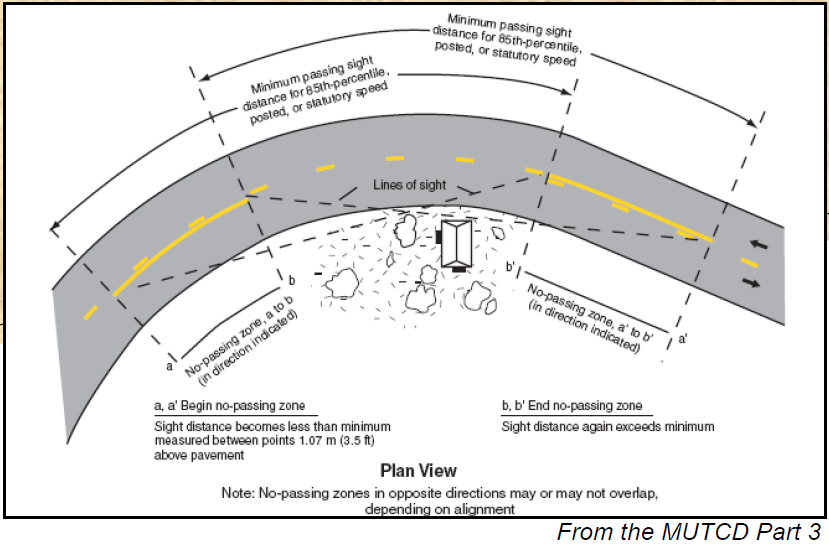 Minimum passing sight
distance for 85th-percentile,
posted, or statutory speed
Minimum passing sight
distance for 85th-percentile,
posted, or statutory speed
Lines of sight
b
b'
a
a'
No-passing zone, a to b
(in direction indicated)
No-passing zone, a' to b'
(in direction indicated)
a, a' Begin no-passing zone
Sight distance becomes less than minimum
measured between points 1.07 m (3.5 ft)
above pavement
b, b' End no-passing zone
Sight distance again exceeds minimum
Plan View
Note: No-passing zones in opposite directions may or may not overlap,
depending on alignment
From the MUTCD Part 3